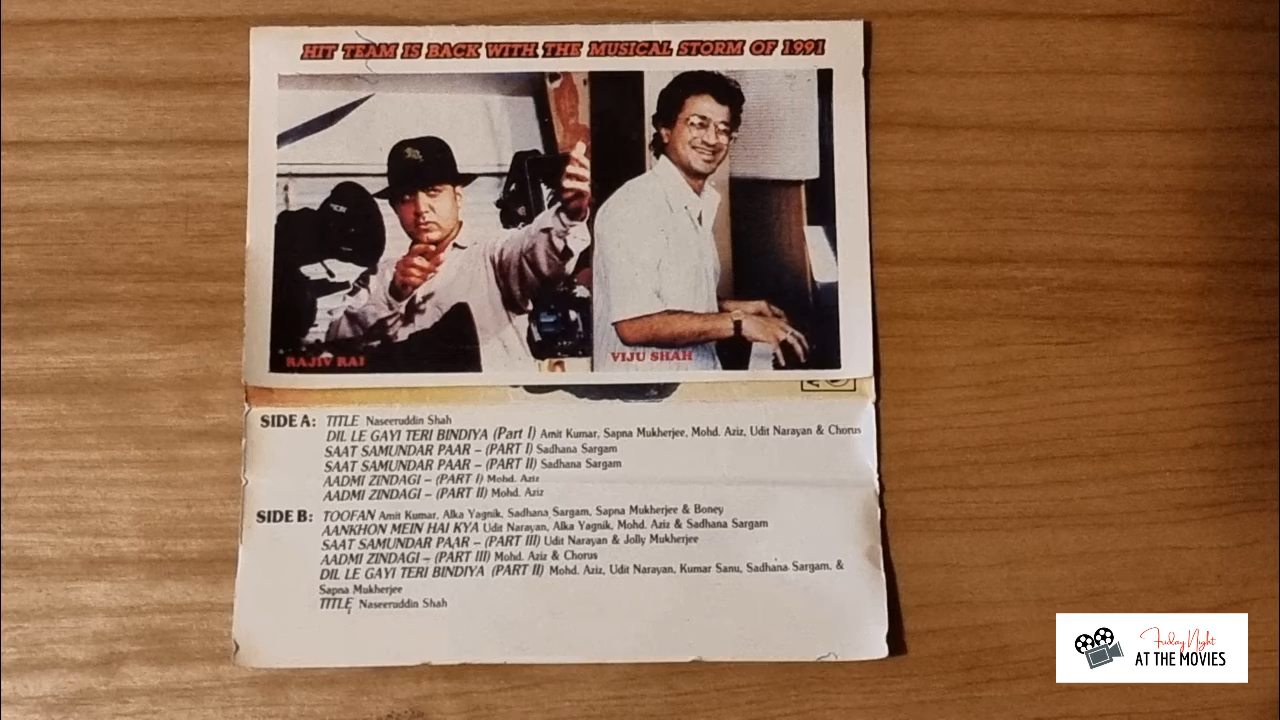 HIT TEAM IS BACK WITH THE MUSICAL STORM OF 1991
RAJIV RAI
VIJU SHAH
SIDE A: TITLE Naseeruddin Shah
DIL LE GAYI TERI BINDIYA (Part I) Amit Kumar, Sapna Mukherjee, Mohd. Aziz, Udit Narayan & Chorus
SAAT SAMUNDAR PAAR – (PART I) Sadhana Sargam
SAAT SAMUNDAR PAAR – (PART II) Sadhana Sargam
AADMI ZINDAGI – (PART I) Mohd. Aziz
AADMI ZINDAGI – (PART II) Mohd. Aziz
SIDE B: TOOFAN Amit Kumar, Alka Yagnik, Sadhana Sargam, Sapna Mukherjee & Boney
AANKHON MEIN HAI KYA Udit Narayan, Alka Yagnik, Mohd. Aziz & Sadhana Sargam
SAAT SAMUNDAR PAAR – (PART III) Udit Narayan & Jolly Mukherjee
AADMI ZINDAGI – (PART III) Mohd. Aziz & Chorus
DIL LE GAYI TERI BINDIYA (PART II) Mohd. Aziz, Udit Narayan, Kumar Sanu, Sadhana Sargam, &
Sapna Mukherjee
TITLE Naseeruddin Shah
Friday Night
AT THE MOVIES